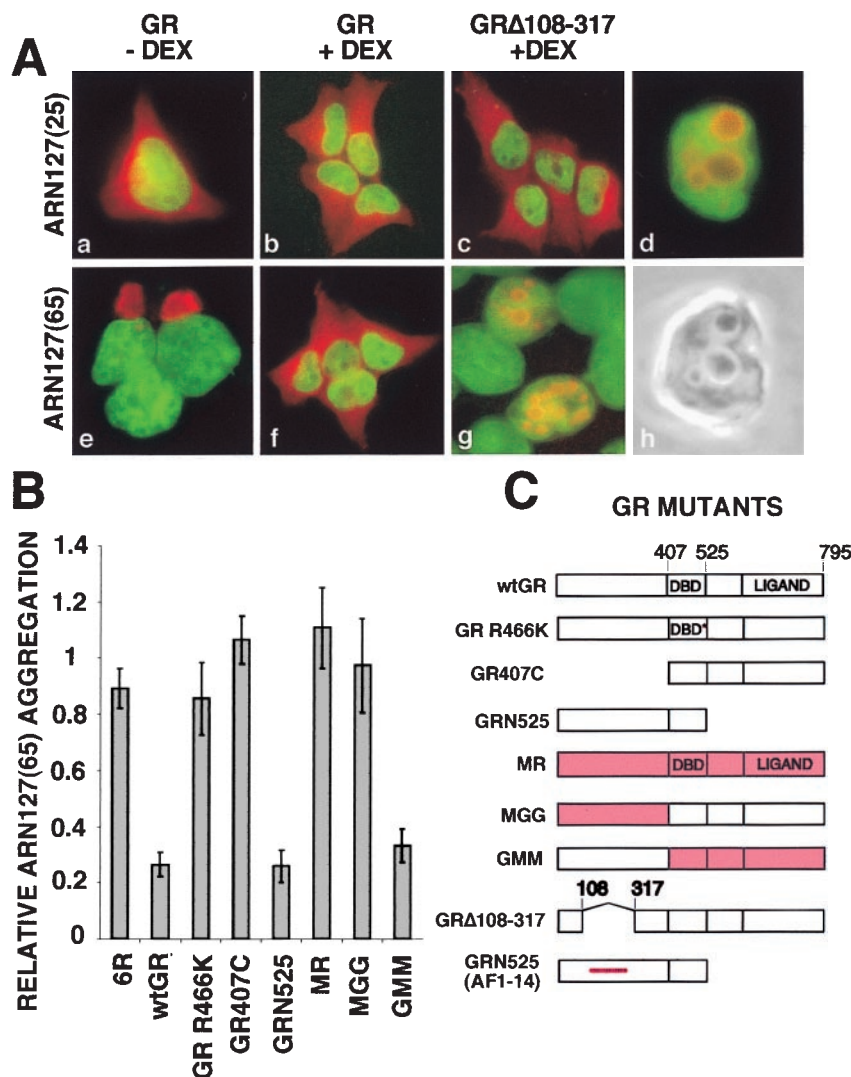 A
GR
- DEX
GR
+ DEX
GRΔ108-317
+DEX
ARN127(25)
a
b
c
d
ARN127(65)
e
f
g
h
B
RELATIVE ARN127(65) AGGREGATION
1.4
1.2
1
0.8
0.6
0.4
0.2
0
6R
wtGR
GR R466K
GR407C
GRN525
MR
MGG
GMM
C
GR MUTANTS
407 525 795
wtGR DBD LIGAND
GR R466K DBD*
GR407C
GRN525
MR DBD LIGAND
MGG
GMM
108 317
GRΔ108-317
GRN525
(AF1-14)